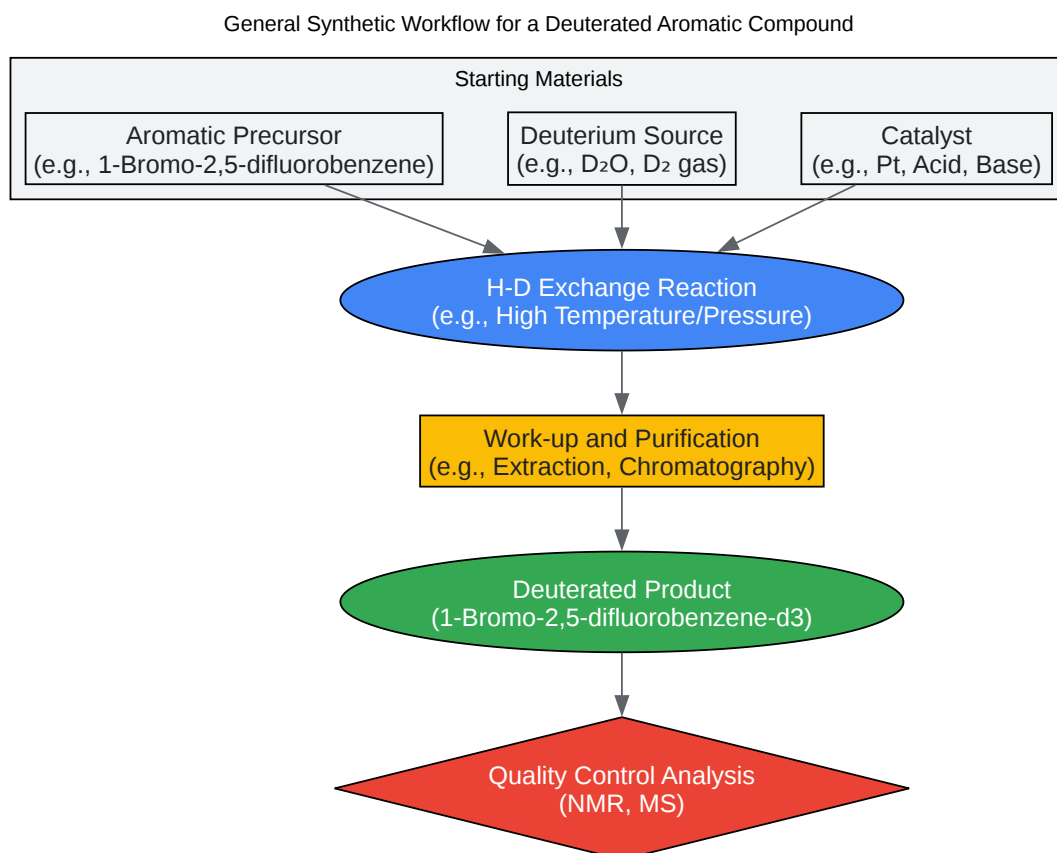 General Synthetic Workflow for a Deuterated Aromatic Compound
Starting Materials
Aromatic Precursor
(e.g., 1-Bromo-2,5-difluorobenzene)
Deuterium Source
(e.g., D₂O, D₂ gas)
Catalyst
(e.g., Pt, Acid, Base)
H-D Exchange Reaction
(e.g., High Temperature/Pressure)
Work-up and Purification
(e.g., Extraction, Chromatography)
Deuterated Product
(1-Bromo-2,5-difluorobenzene-d3)
Quality Control Analysis
(NMR, MS)